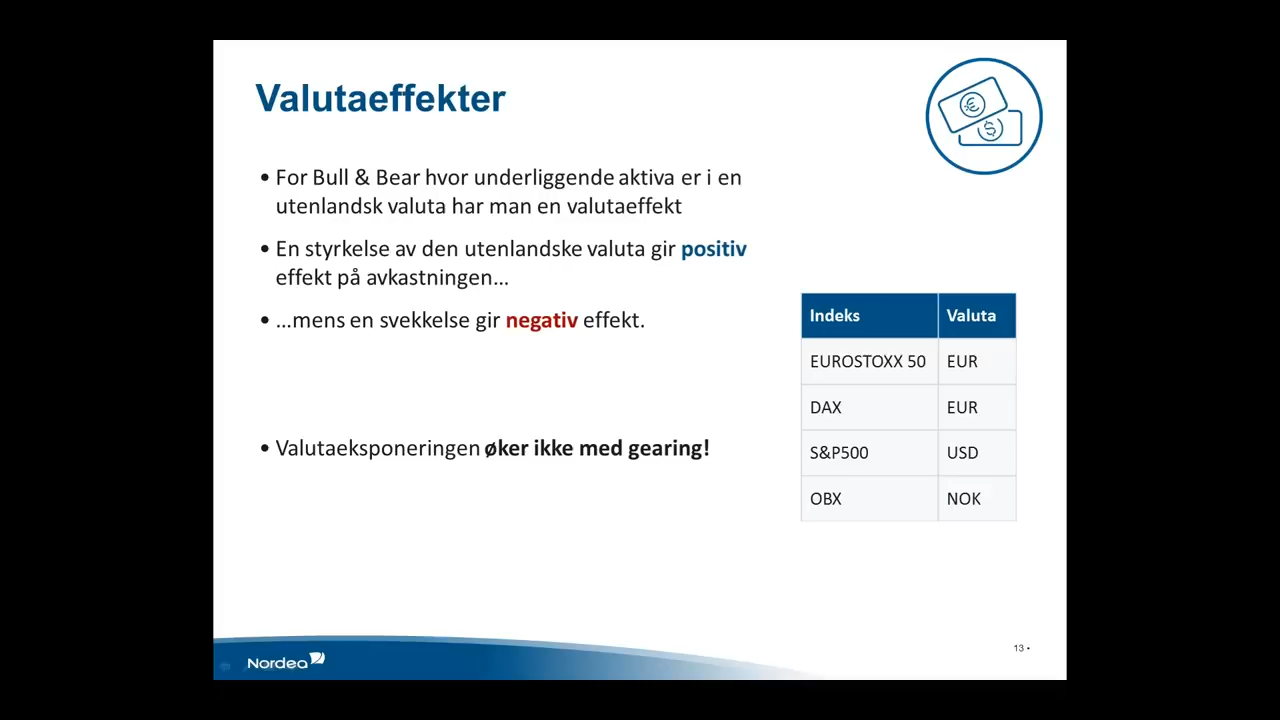 Valutaeffekter
• For Bull & Bear hvor underliggende aktiva er i en
utenlandsk valuta har man en valutaeffekt
• En styrkelse av den utenlandske valuta gir positiv
effekt på avkastningen...
• ...mens en svekkelse gir negativ effekt.
• Valutaeksponeringen øker ikke med gearing!
Indeks Valuta
EUROSTOXX 50 EUR
DAX EUR
S&P500 USD
OBX NOK
Nordea
13 •